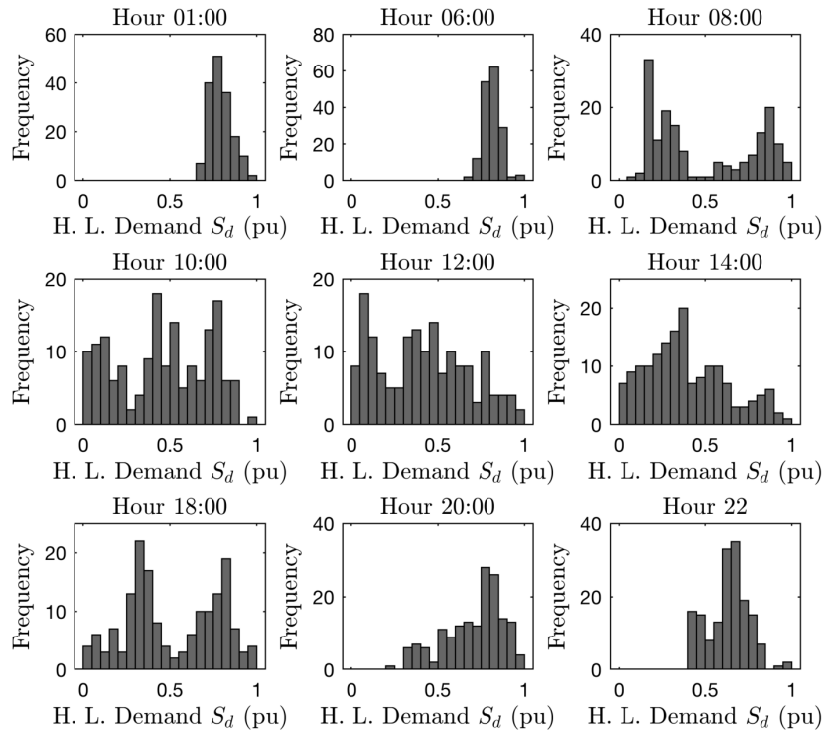 Hour 01:00
Hour 06:00
Hour 08:00
60
40
20
0
Frequency
0 0.5 1
H. L. Demand S_d (pu)
80
60
40
20
0
Frequency
0 0.5 1
H. L. Demand S_d (pu)
40
20
0
Frequency
0 0.5 1
H. L. Demand S_d (pu)
Hour 10:00
Hour 12:00
Hour 14:00
20
10
0
Frequency
0 0.5 1
H. L. Demand S_d (pu)
20
10
0
Frequency
0 0.5 1
H. L. Demand S_d (pu)
20
10
0
Frequency
0 0.5 1
H. L. Demand S_d (pu)
Hour 18:00
Hour 20:00
Hour 22
20
10
0
Frequency
0 0.5 1
H. L. Demand S_d (pu)
40
20
0
Frequency
0 0.5 1
H. L. Demand S_d (pu)
40
20
0
Frequency
0 0.5 1
H. L. Demand S_d (pu)